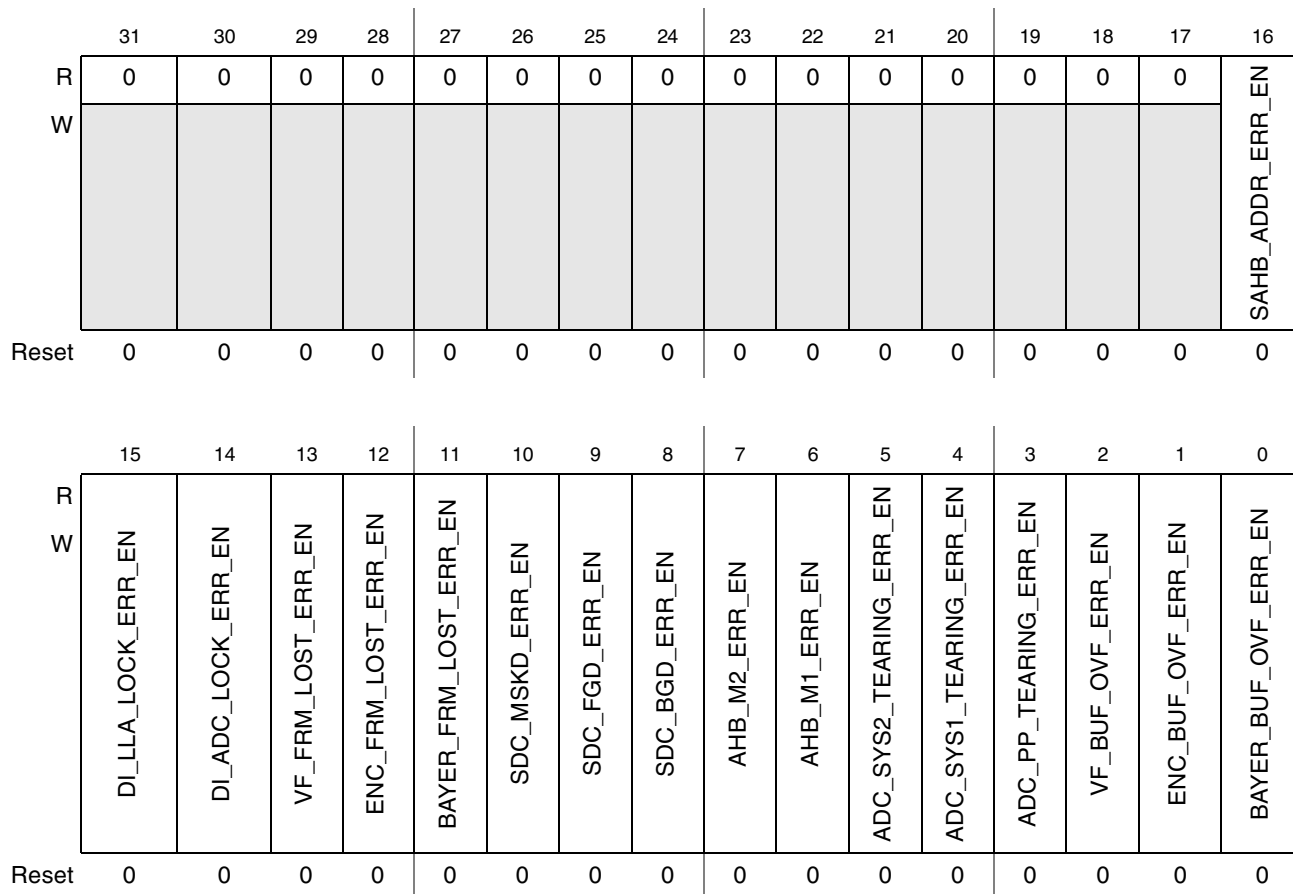 31 30 29 28 27 26 25 24 23 22 21 20 19 18 17 16
R 0 0 0 0 0 0 0 0 0 0 0 0 0 0 0 SAHB_ADDR_ERR_EN
W
Reset 0 0 0 0 0 0 0 0 0 0 0 0 0 0 0 0
15 14 13 12 11 10 9 8 7 6 5 4 3 2 1 0
R
W
DI_LLA_LOCK_ERR_EN
DI_ADC_LOCK_ERR_EN
VF_FRM_LOST_ERR_EN
ENC_FRM_LOST_ERR_EN
BAYER_FRM_LOST_ERR_EN
SDC_MSKD_ERR_EN
SDC_FGD_ERR_EN
SDC_BGD_ERR_EN
AHB_M2_ERR_EN
AHB_M1_ERR_EN
ADC_SYS2_TEARING_ERR_EN
ADC_SYS1_TEARING_ERR_EN
ADC_PP_TEARING_ERR_EN
VF_BUF_OVF_ERR_EN
ENC_BUF_OVF_ERR_EN
BAYER_BUF_OVF_ERR_EN
Reset 0 0 0 0 0 0 0 0 0 0 0 0 0 0 0 0